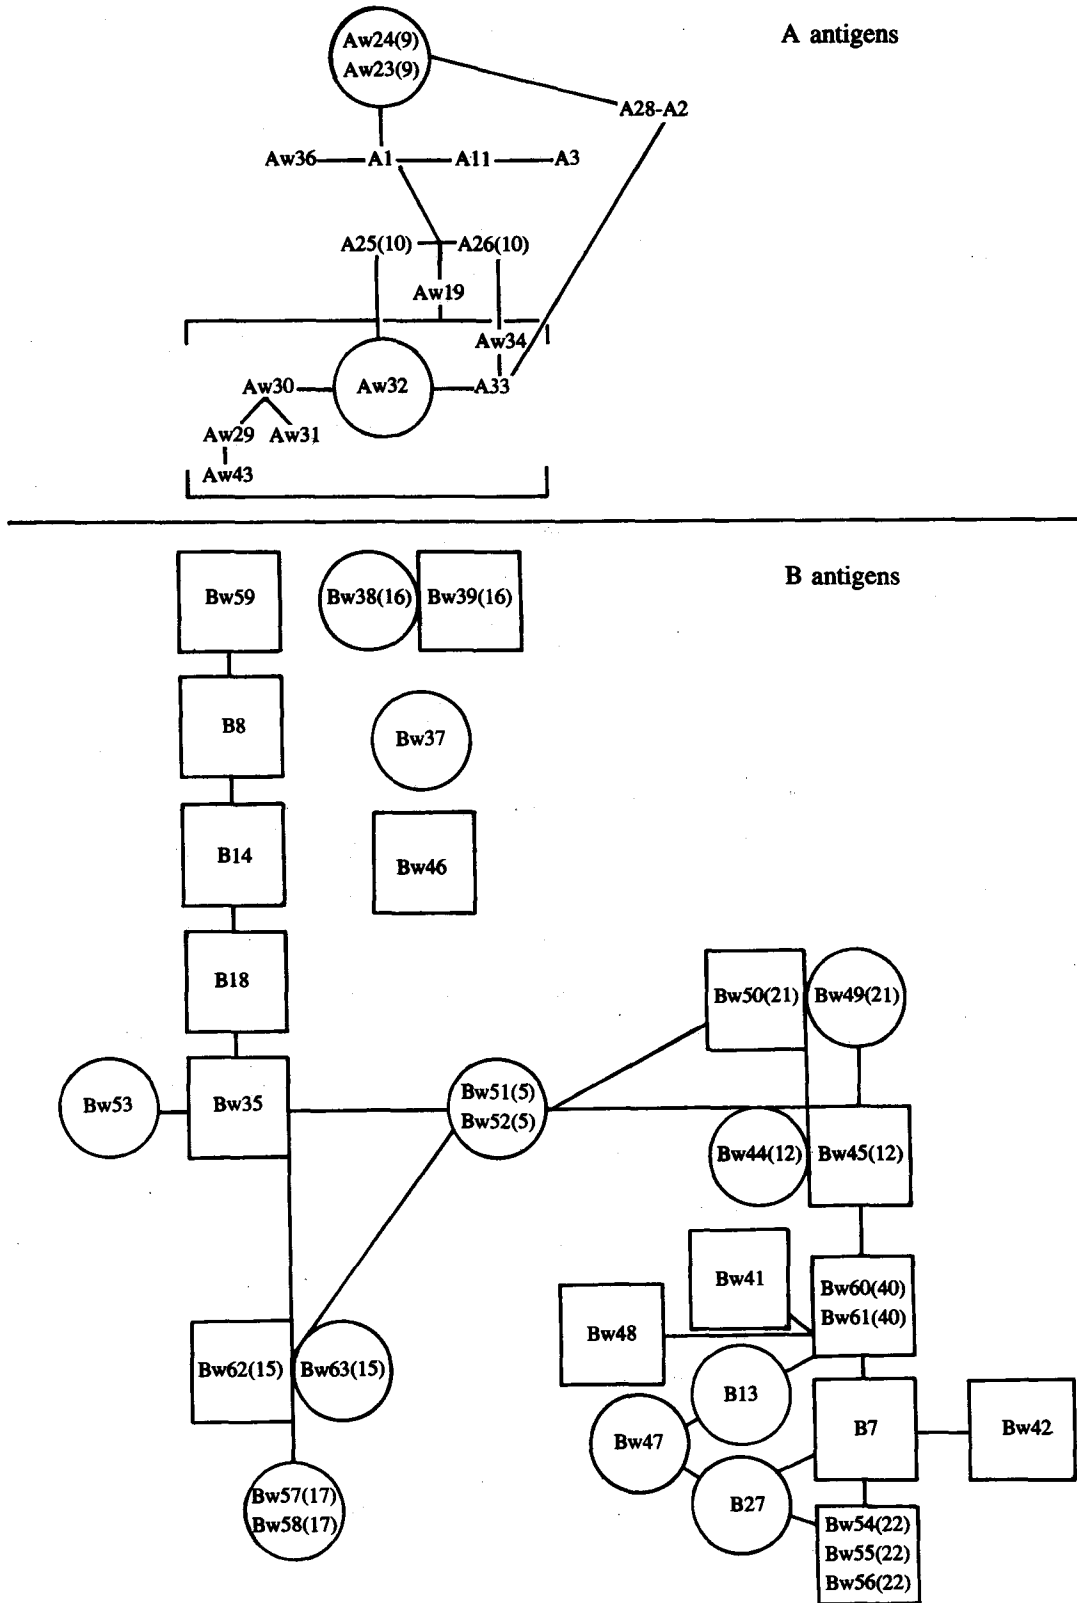 A antigens
Aw24(9)
Aw23(9)
A28-A2
Aw36 A1 A11 A3
A25(10) A26(10)
Aw19
Aw34
Aw30 Aw32 A33
Aw29 Aw31
Aw43
B antigens
Bw59 Bw38(16) Bw39(16)
B8 Bw37
B14 Bw46
B18 Bw50(21) Bw49(21)
Bw53 Bw35 Bw51(5)
Bw52(5)
Bw44(12) Bw45(12)
Bw41 Bw60(40)
Bw61(40)
Bw48
Bw62(15) Bw63(15)
B13
Bw47 B7 Bw42
Bw57(17)
Bw58(17)
B27
Bw54(22)
Bw55(22)
Bw56(22)